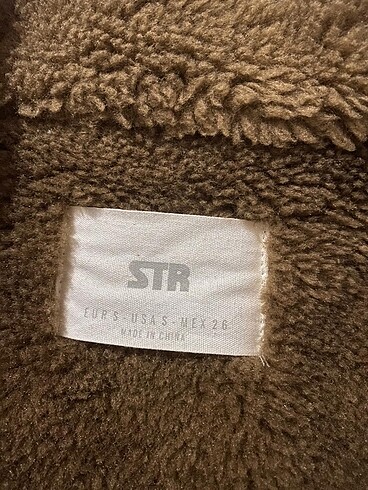 STR
EUR S - USA S - MEX 26
MADE IN CHINA